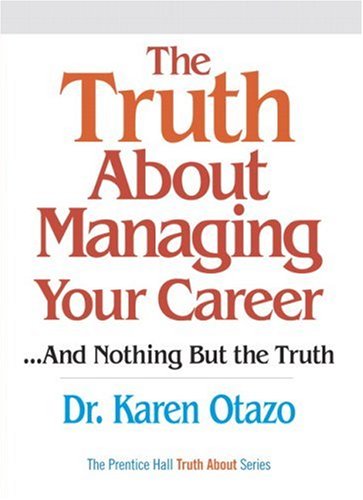 The
Truth
About
Managing
Your Career
...And Nothing But the Truth
Dr. Karen Otazo
The Prentice Hall Truth About Series